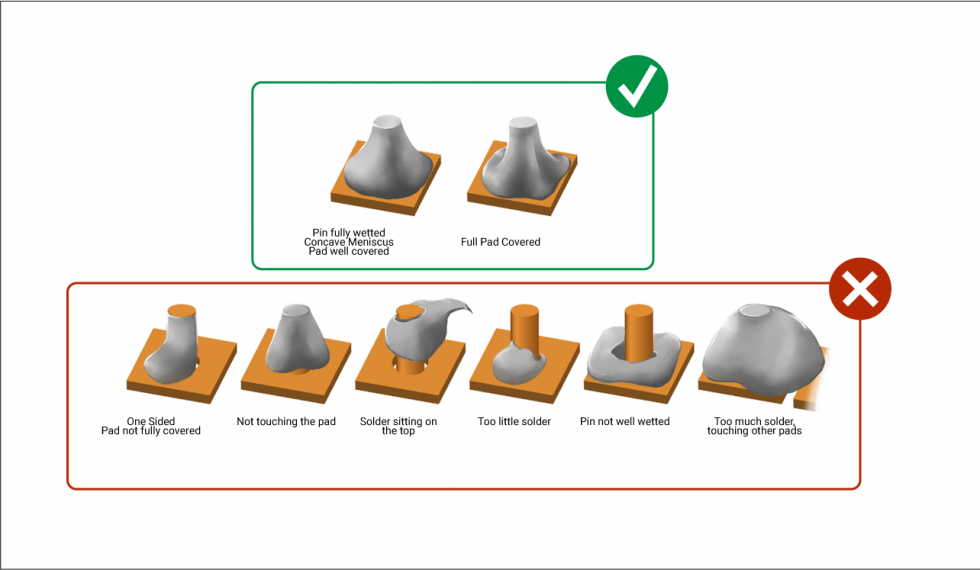 Pin fully wetted
Concave Meniscus
Pad well covered
Full Pad Covered
One Sided
Pad not fully covered
Not touching the pad
Solder sitting on
the top
Too little solder
Pin not well wetted
Too much solder,
touching other pads